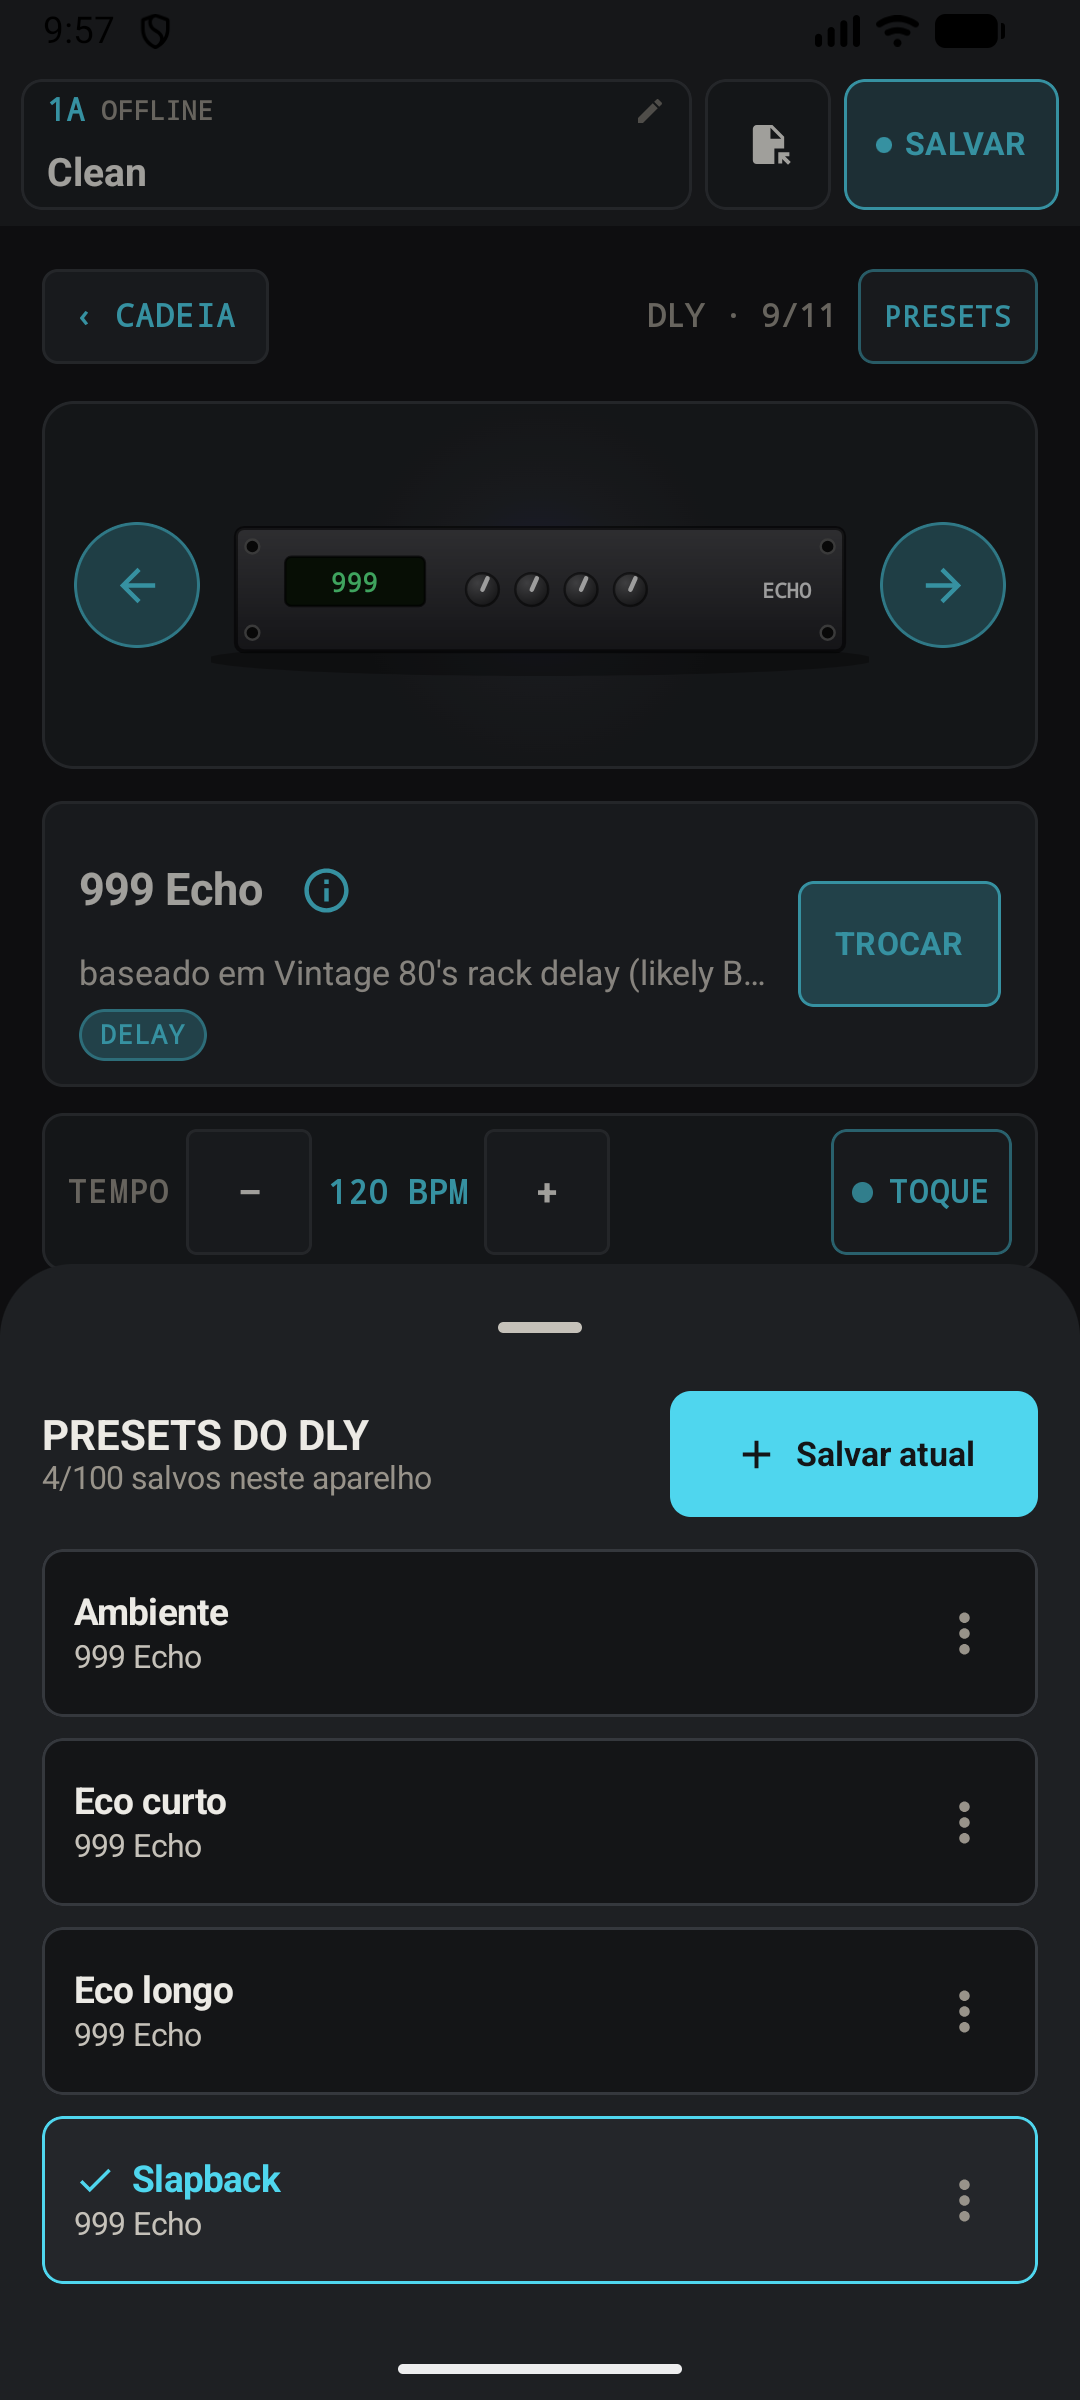 9:57
1A OFFLINE
Clean
SALVAR
‹ CADEIA
DLY · 9/11
PRESETS
999
ECHO
999 Echo
baseado em Vintage 80's rack delay (likely B...
TROCAR
DELAY
TEMPO
−
120 BPM
+
TOQUE
PRESETS DO DLY
4/100 salvos neste aparelho
+ Salvar atual
Ambiente
999 Echo
Eco curto
999 Echo
Eco longo
999 Echo
Slapback
999 Echo